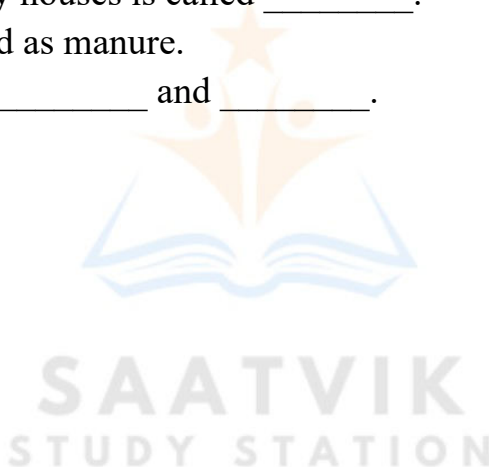 y houses is called ________.
d as manure.
________ and ________.
SAATVIK
STUDY STATION